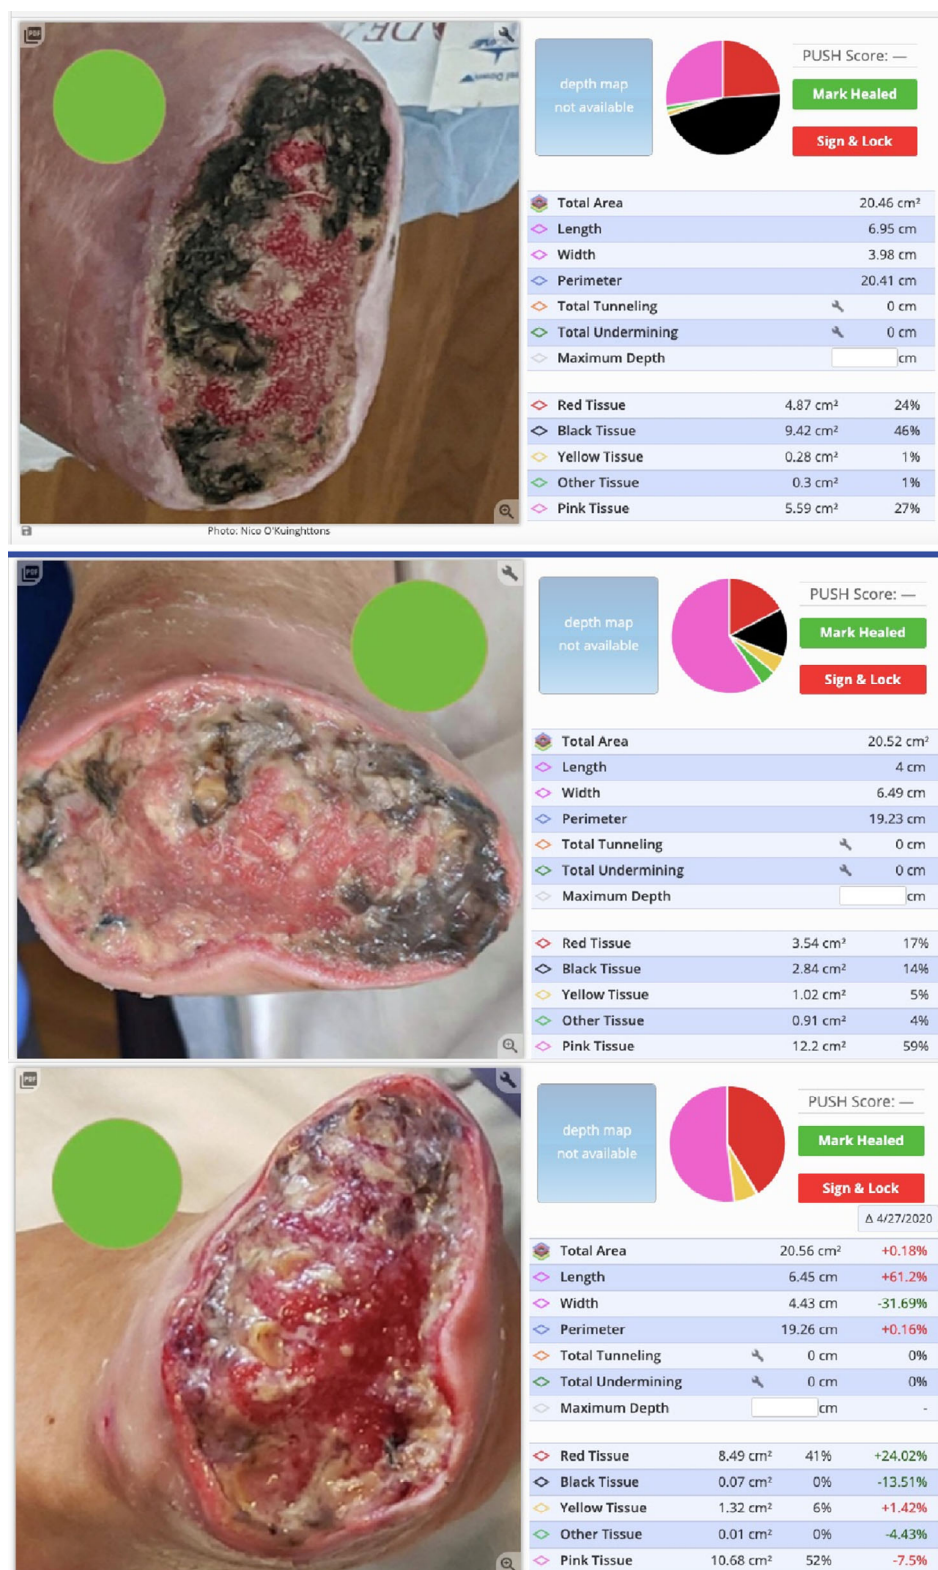 PDF
depth map
not available
PUSH Score: —
Mark Healed
Sign & Lock
Total Area 20.46 cm²
Length 6.95 cm
Width 3.98 cm
Perimeter 20.41 cm
Total Tunneling 0 cm
Total Undermining 0 cm
Maximum Depth cm
Red Tissue 4.87 cm² 24%
Black Tissue 9.42 cm² 46%
Yellow Tissue 0.28 cm² 1%
Other Tissue 0.3 cm² 1%
Pink Tissue 5.59 cm² 27%
Photo: Nico O'Kuinghttons
PDF
depth map
not available
PUSH Score: —
Mark Healed
Sign & Lock
Total Area 20.52 cm²
Length 4 cm
Width 6.49 cm
Perimeter 19.23 cm
Total Tunneling 0 cm
Total Undermining 0 cm
Maximum Depth cm
Red Tissue 3.54 cm² 17%
Black Tissue 2.84 cm² 14%
Yellow Tissue 1.02 cm² 5%
Other Tissue 0.91 cm² 4%
Pink Tissue 12.2 cm² 59%
PDF
depth map
not available
PUSH Score: —
Mark Healed
Sign & Lock
Δ 4/27/2020
Total Area 20.56 cm² +0.18%
Length 6.45 cm +61.2%
Width 4.43 cm -31.69%
Perimeter 19.26 cm +0.16%
Total Tunneling 0 cm 0%
Total Undermining 0 cm 0%
Maximum Depth cm -
Red Tissue 8.49 cm² 41% +24.02%
Black Tissue 0.07 cm² 0% -13.51%
Yellow Tissue 1.32 cm² 6% +1.42%
Other Tissue 0.01 cm² 0% -4.43%
Pink Tissue 10.68 cm² 52% -7.5%